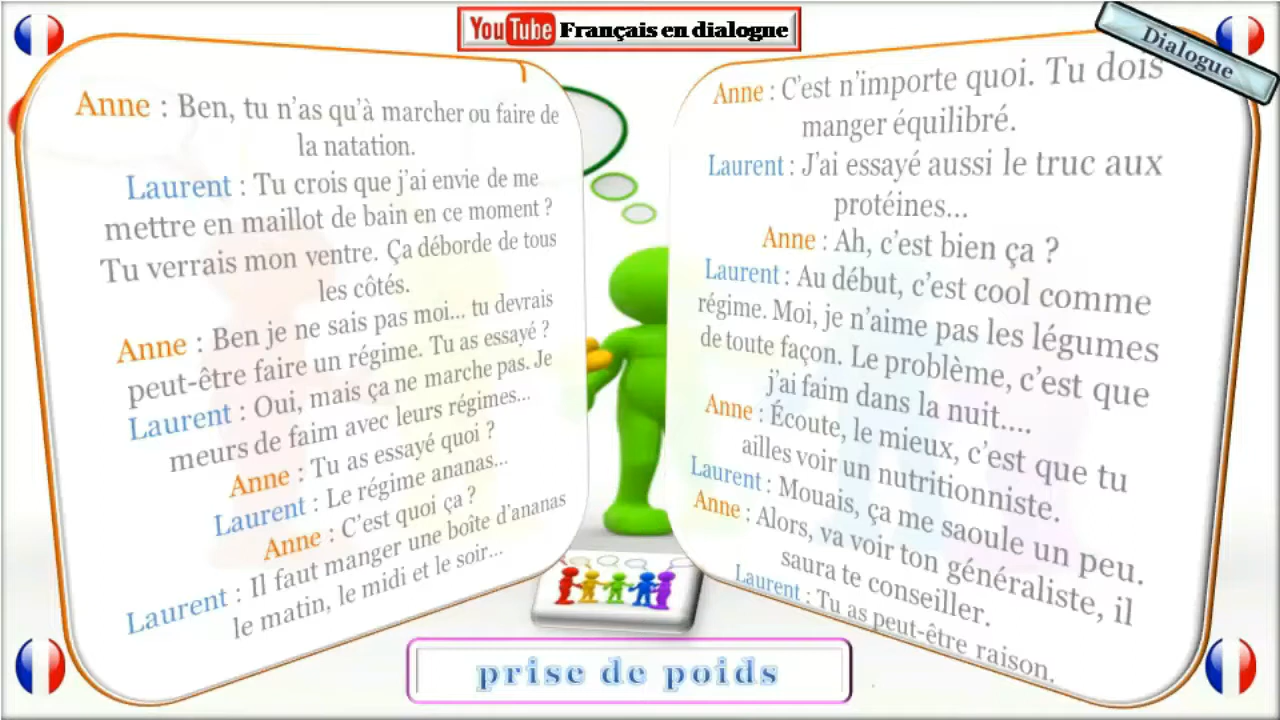 YouTube Français en dialogue
Dialogue
Anne : Ben, tu n'as qu'à marcher ou faire de
la natation.
Laurent : Tu crois que j'ai envie de me
mettre en maillot de bain en ce moment ?
Tu verrais mon ventre. Ça déborde de tous
les côtés.
Anne : Ben je ne sais pas moi... tu devrais
peut-être faire un régime. Tu as essayé ?
Laurent : Oui, mais ça ne marche pas. Je
meurs de faim avec leurs régimes...
Anne : Tu as essayé quoi ?
Laurent : Le régime ananas...
Anne : C'est quoi ça ?
Laurent : Il faut manger une boîte d'ananas
le matin, le midi et le soir...
Anne : C'est n'importe quoi. Tu dois
manger équilibré.
Laurent : J'ai essayé aussi le truc aux
protéines...
Anne : Ah, c'est bien ça ?
Laurent : Au début, c'est cool comme
régime. Moi, je n'aime pas les légumes
de toute façon. Le problème, c'est que
j'ai faim dans la nuit....
Anne : Écoute, le mieux, c'est que tu
ailles voir un nutritionniste.
Laurent : Mouais, ça me saoule un peu.
Anne : Alors, va voir ton généraliste, il
saura te conseiller.
Laurent : Tu as peut-être raison.
prise de poids